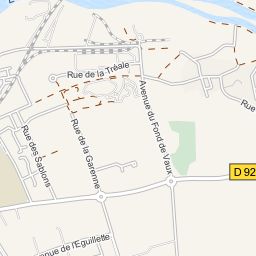 Rue de la Tréale
Avenue du Fond de Vaux
Rue
Rue des Sablons
Rue de la Garenne
D 92
enue de l'Eguillette